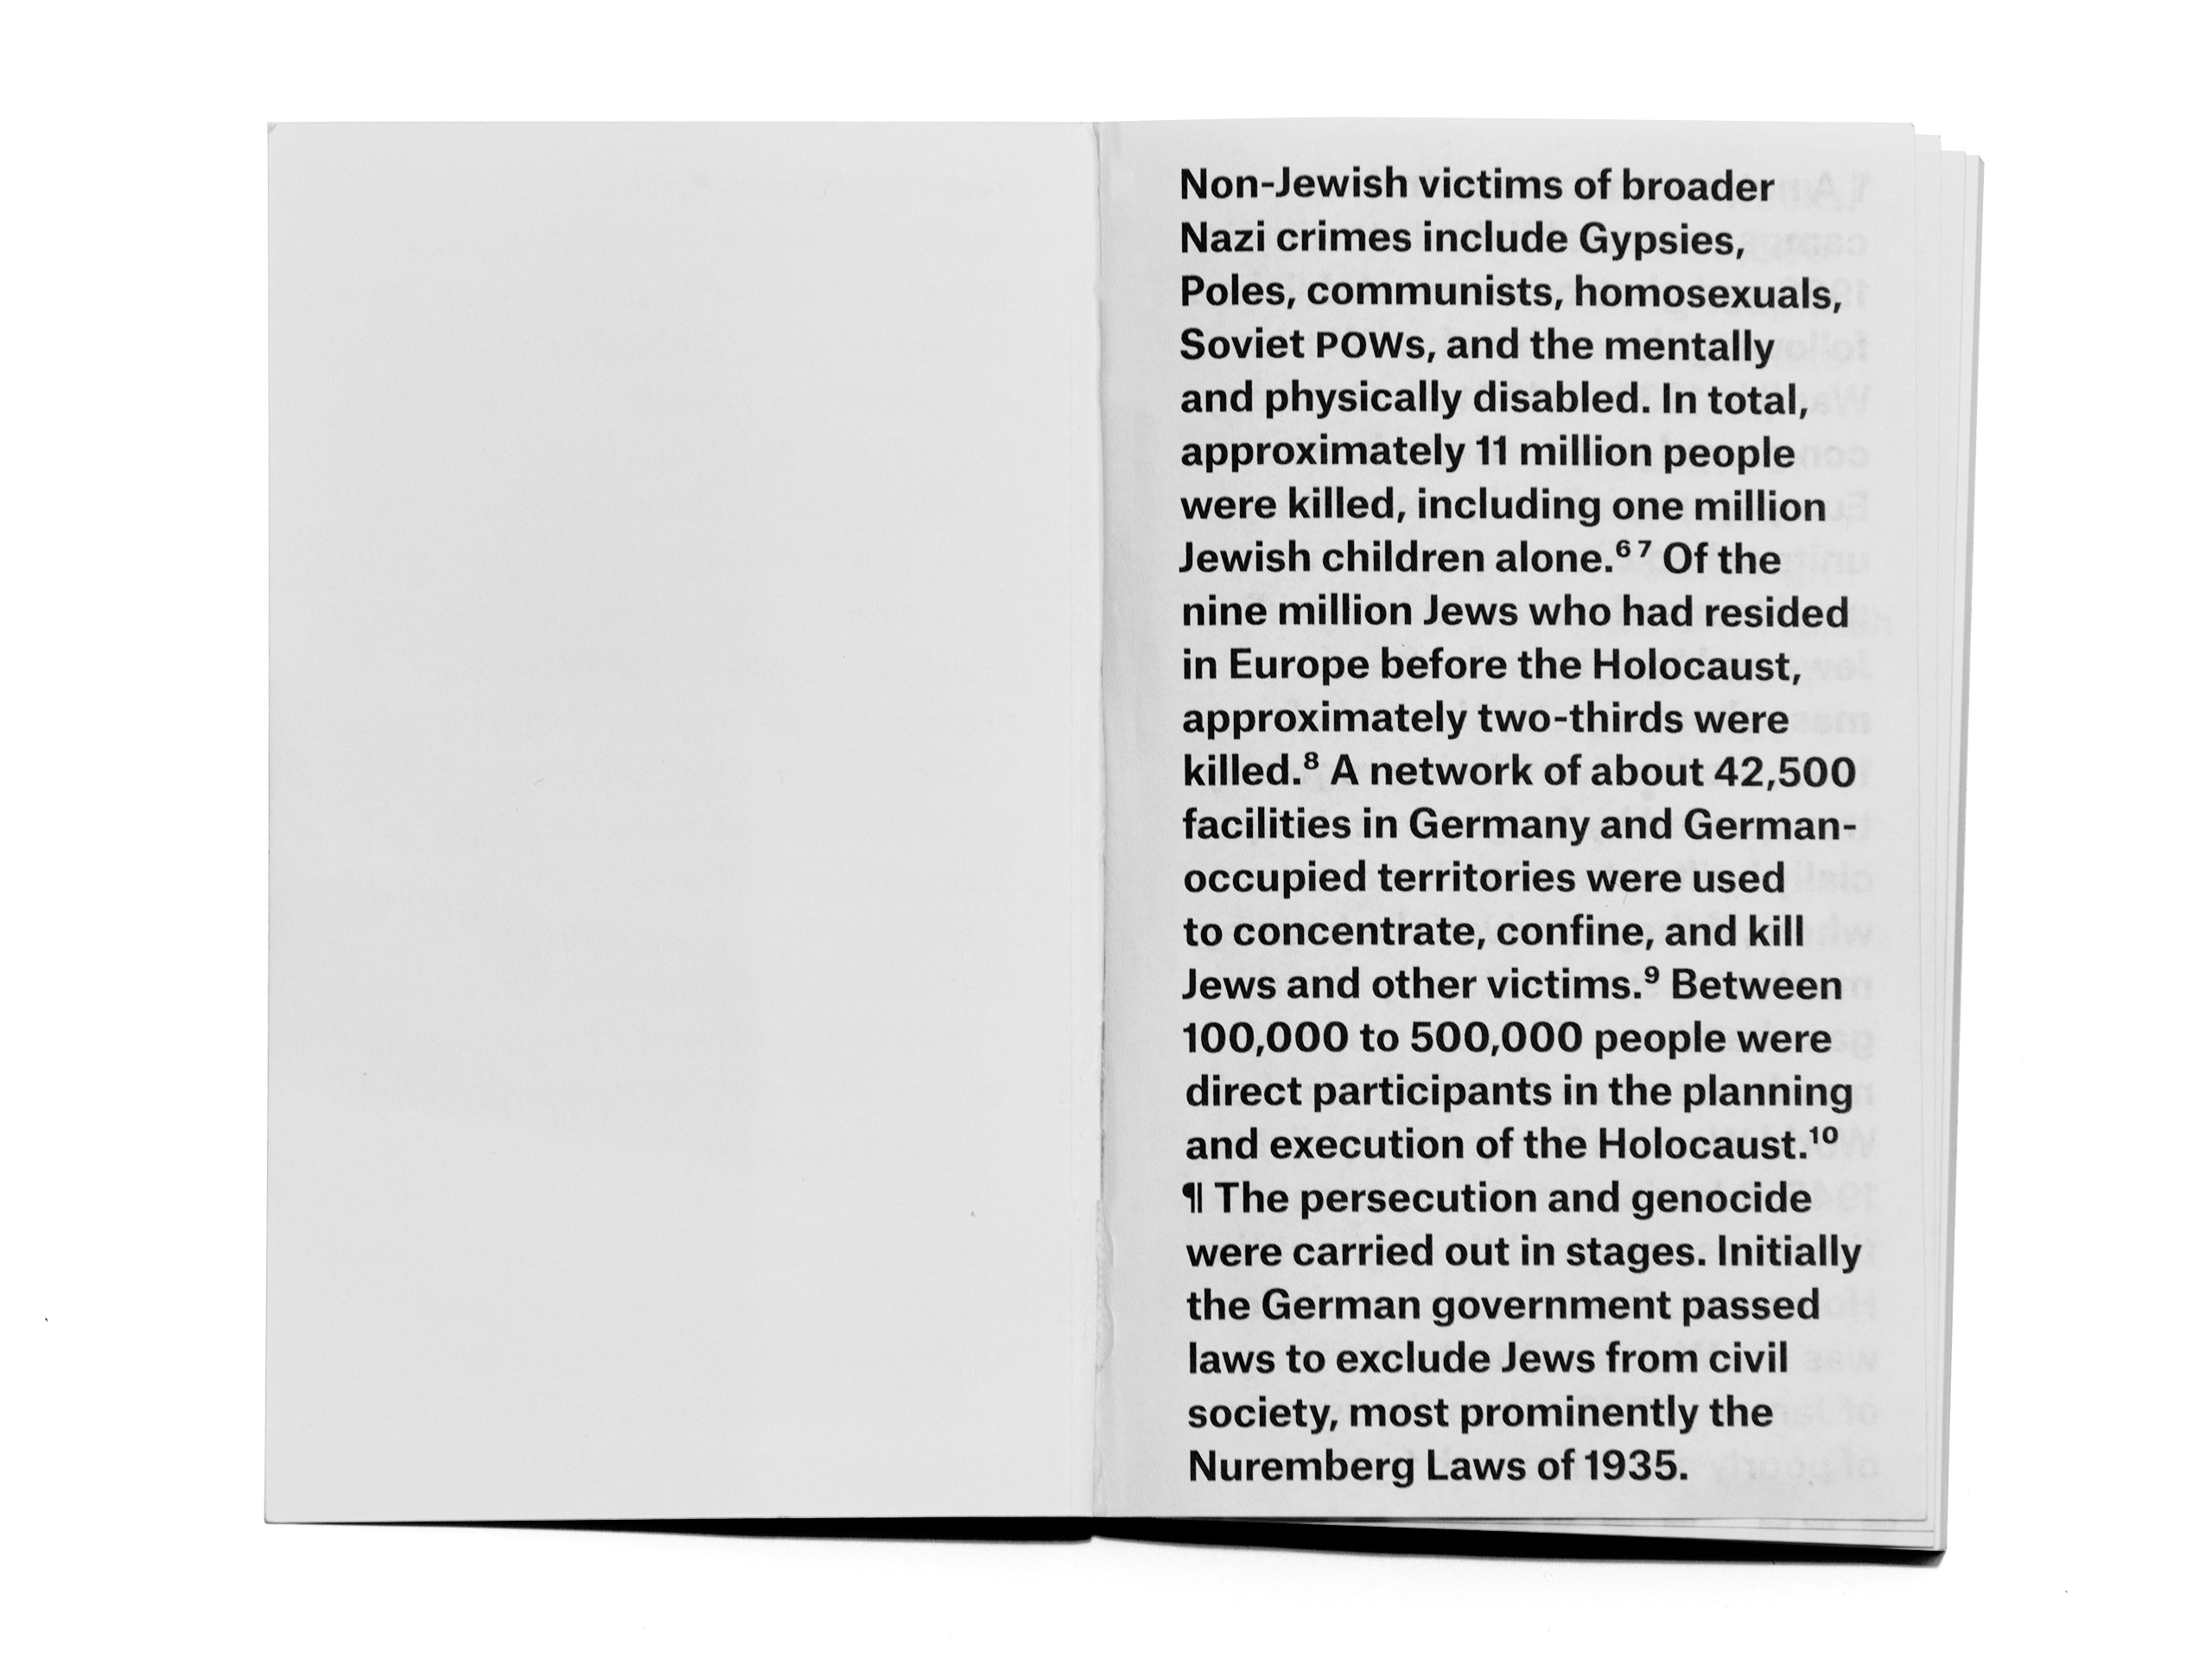 Non-Jewish victims of broader
Nazi crimes include Gypsies,
Poles, communists, homosexuals,
Soviet POWs, and the mentally
and physically disabled. In total,
approximately 11 million people
were killed, including one million
Jewish children alone.⁶ ⁷ Of the
nine million Jews who had resided
in Europe before the Holocaust,
approximately two-thirds were
killed.⁸ A network of about 42,500
facilities in Germany and German-
occupied territories were used
to concentrate, confine, and kill
Jews and other victims.⁹ Between
100,000 to 500,000 people were
direct participants in the planning
and execution of the Holocaust.¹⁰
¶ The persecution and genocide
were carried out in stages. Initially
the German government passed
laws to exclude Jews from civil
society, most prominently the
Nuremberg Laws of 1935.